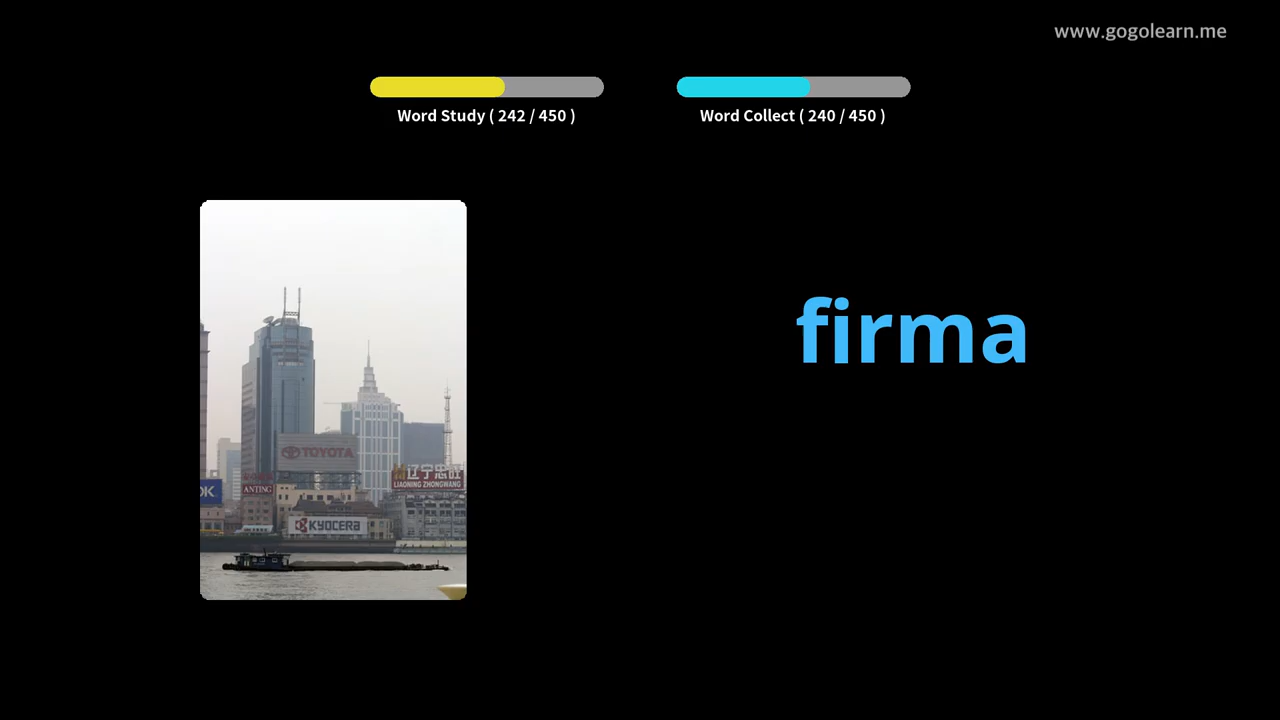 www.gogolearn.me
Word Study ( 242 / 450 )
Word Collect ( 240 / 450 )
firma
TOYOTA
辽宁忠旺
LIAONING ZHONGWANG
OK
ANTING
KYOCERA